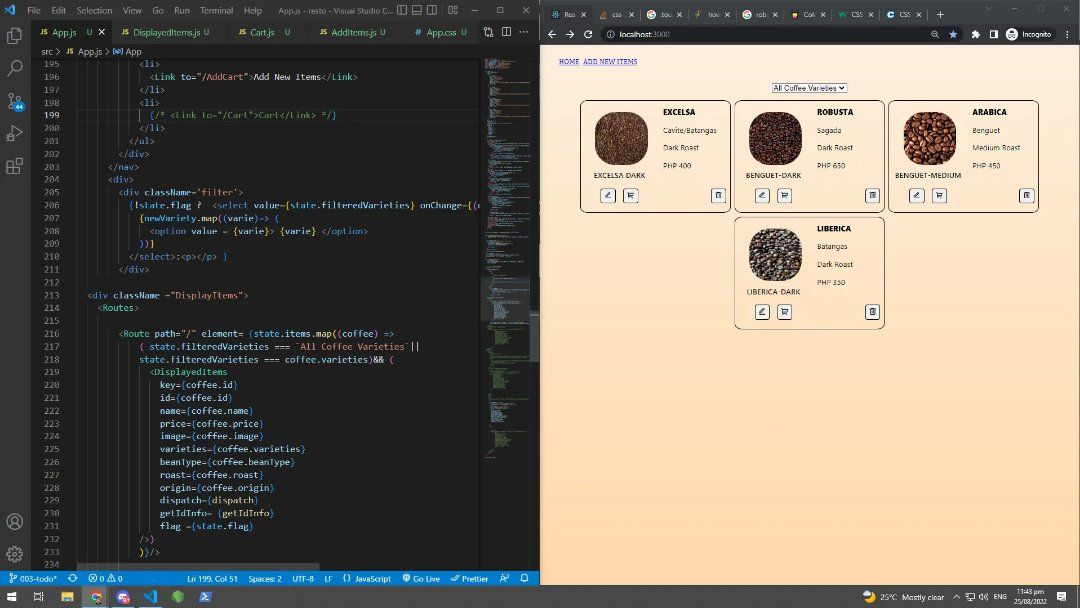 File Edit Selection View Go Run Terminal Help App.js - resto - Visual Studio C...
JS App.js U × JS DisplayedItems.js U JS Cart.js U JS AddItems.js U # App.css U
src > JS App.js > App
195 <li>
196 <Link to="/AddCart">Add New Items</Link>
197 </li>
198 <li>
199 {/* <Link to="/Cart">Cart</Link> */}
200 </li>
201 </ul>
202 </div>
203 </nav>
204 <div>
205 <div className='filter'>
206 {!state.flag ? <select value={state.filteredVarieties} onChange={(
207 {newVariety.map((varie)=> (
208 <option value = {varie}> {varie} </option>
209 ))}
210 </select>:<p></p> }
211 </div>
212
213 <div className ="DisplayItems">
214 <Routes>
215
216 <Route path="/" element= {state.items.map((coffee) =>
217 ( state.filteredVarieties === `All Coffee Varieties`||
218 state.filteredVarieties === coffee.varieties)&& (
219 <DisplayedItems
220 key={coffee.id}
221 id={coffee.id}
222 name={coffee.name}
223 price={coffee.price}
224 image={coffee.image}
225 varieties={coffee.varieties}
226 beanType={coffee.beanType}
227 roast={coffee.roast}
228 origin={coffee.origin}
229 dispatch={dispatch}
230 getIdInfo= {getIdInfo}
231 flag ={state.flag}
232 />)
233 )}/>
234
44
003-todo* 0 0 Ln 199, Col 51 Spaces: 2 UTF-8 LF {} JavaScript Go Live Prettier
Rea css .tou hov rob Col CSS CSS
localhost:3000 Incognito
HOME ADD NEW ITEMS
All Coffee Varieties
EXCELSA
Cavite/Batangas
Dark Roast
PHP 400
EXCELSA-DARK
ROBUSTA
Sagada
Dark Roast
PHP 650
BENGUET-DARK
ARABICA
Benguet
Medium Roast
PHP 450
BENGUET-MEDIUM
LIBERICA
Batangas
Dark Roast
PHP 350
LIBERICA-DARK
25°C Mostly clear ENG 11:43 pm
25/08/2022